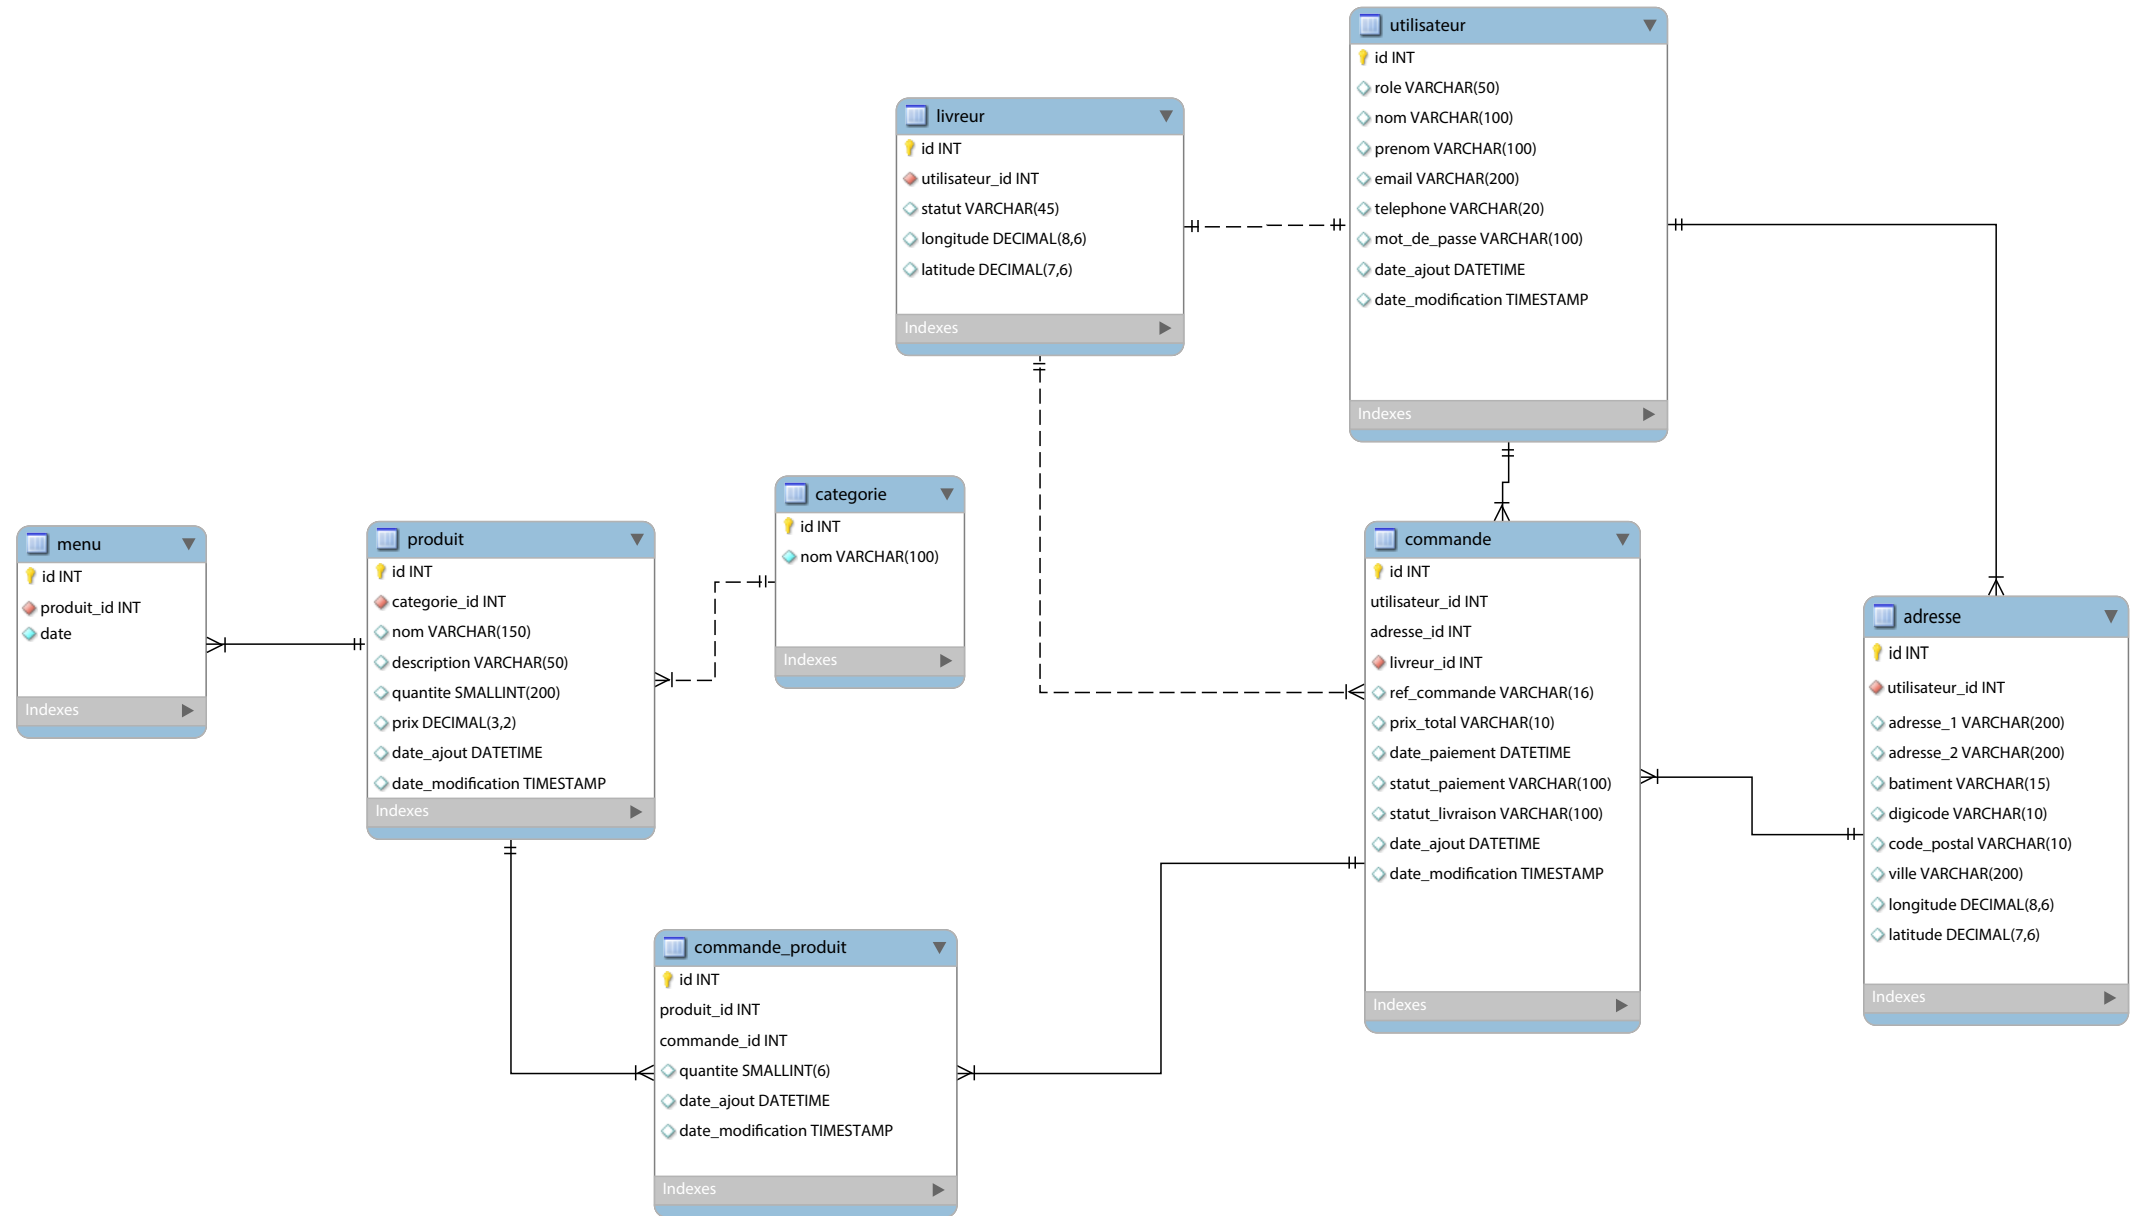 utilisateur
id INT
role VARCHAR(50)
nom VARCHAR(100)
prenom VARCHAR(100)
email VARCHAR(200)
telephone VARCHAR(20)
mot_de_passe VARCHAR(100)
date_ajout DATETIME
date_modification TIMESTAMP
Indexes
livreur
id INT
utilisateur_id INT
statut VARCHAR(45)
longitude DECIMAL(8,6)
latitude DECIMAL(7,6)
Indexes
categorie
id INT
nom VARCHAR(100)
Indexes
menu
id INT
produit_id INT
date
Indexes
produit
id INT
categorie_id INT
nom VARCHAR(150)
description VARCHAR(50)
quantite SMALLINT(200)
prix DECIMAL(3,2)
date_ajout DATETIME
date_modification TIMESTAMP
Indexes
commande
id INT
utilisateur_id INT
adresse_id INT
livreur_id INT
ref_commande VARCHAR(16)
prix_total VARCHAR(10)
date_paiement DATETIME
statut_paiement VARCHAR(100)
statut_livraison VARCHAR(100)
date_ajout DATETIME
date_modification TIMESTAMP
Indexes
adresse
id INT
utilisateur_id INT
adresse_1 VARCHAR(200)
adresse_2 VARCHAR(200)
batiment VARCHAR(15)
digicode VARCHAR(10)
code_postal VARCHAR(10)
ville VARCHAR(200)
longitude DECIMAL(8,6)
latitude DECIMAL(7,6)
Indexes
commande_produit
id INT
produit_id INT
commande_id INT
quantite SMALLINT(6)
date_ajout DATETIME
date_modification TIMESTAMP
Indexes